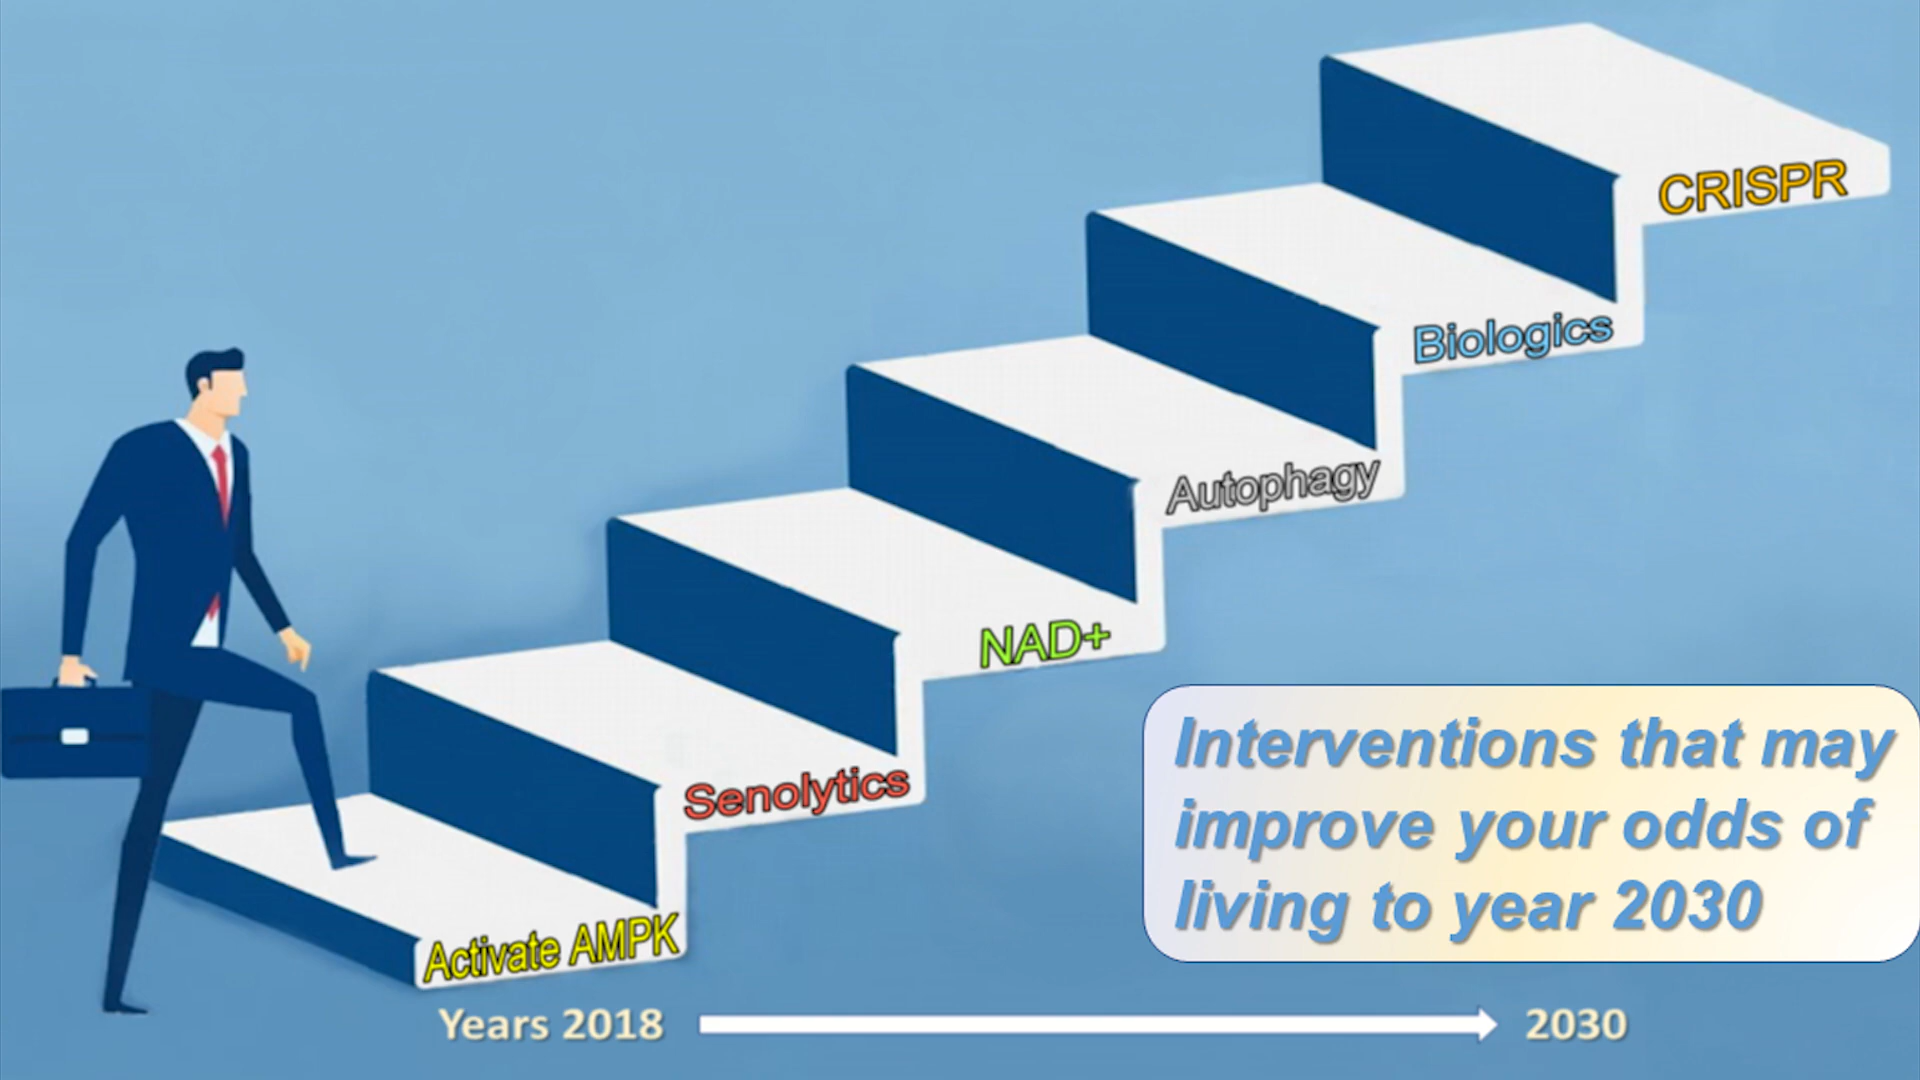 CRISPR
Biologics
Autophagy
NAD+
Senolytics
Activate AMPK
Interventions that may
improve your odds of
living to year 2030
Years 2018
2030